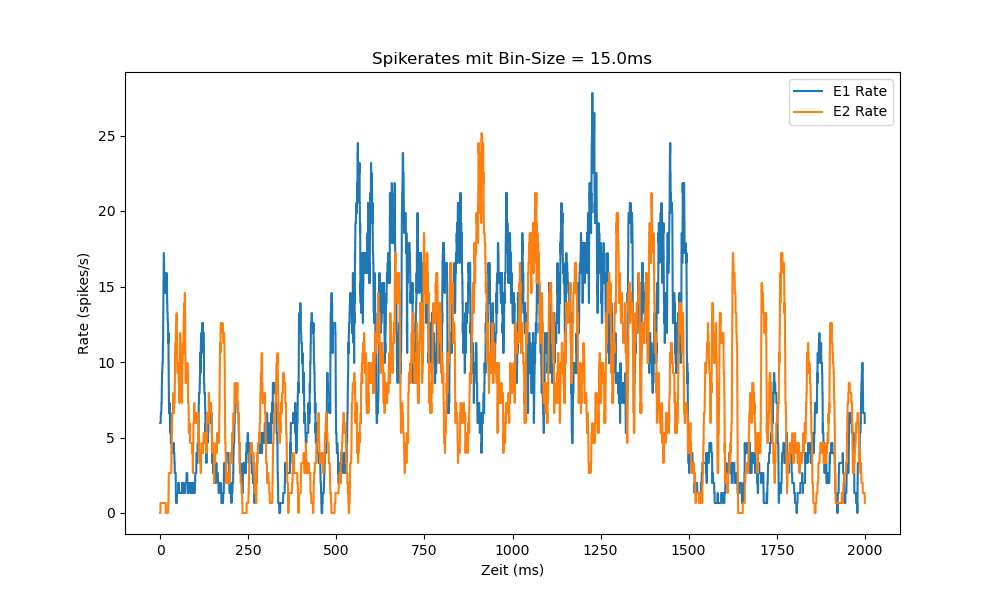 Spikerates mit Bin-Size = 15.0ms
E1 Rate
E2 Rate
Rate (spikes/s)
25
20
15
10
5
0
0 250 500 750 1000 1250 1500 1750 2000
Zeit (ms)